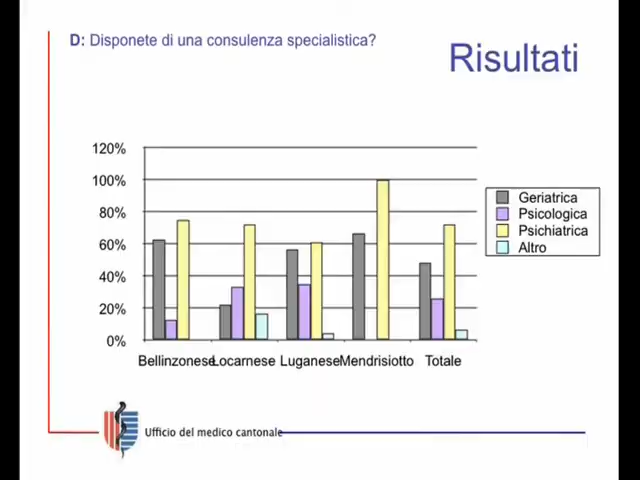 D: Disponete di una consulenza specialistica?
Risultati
120%
100%
80%
60%
40%
20%
0%
Geriatrica
Psicologica
Psichiatrica
Altro
Bellinzonese Locarnese Luganese Mendrisiotto Totale
Ufficio del medico cantonale